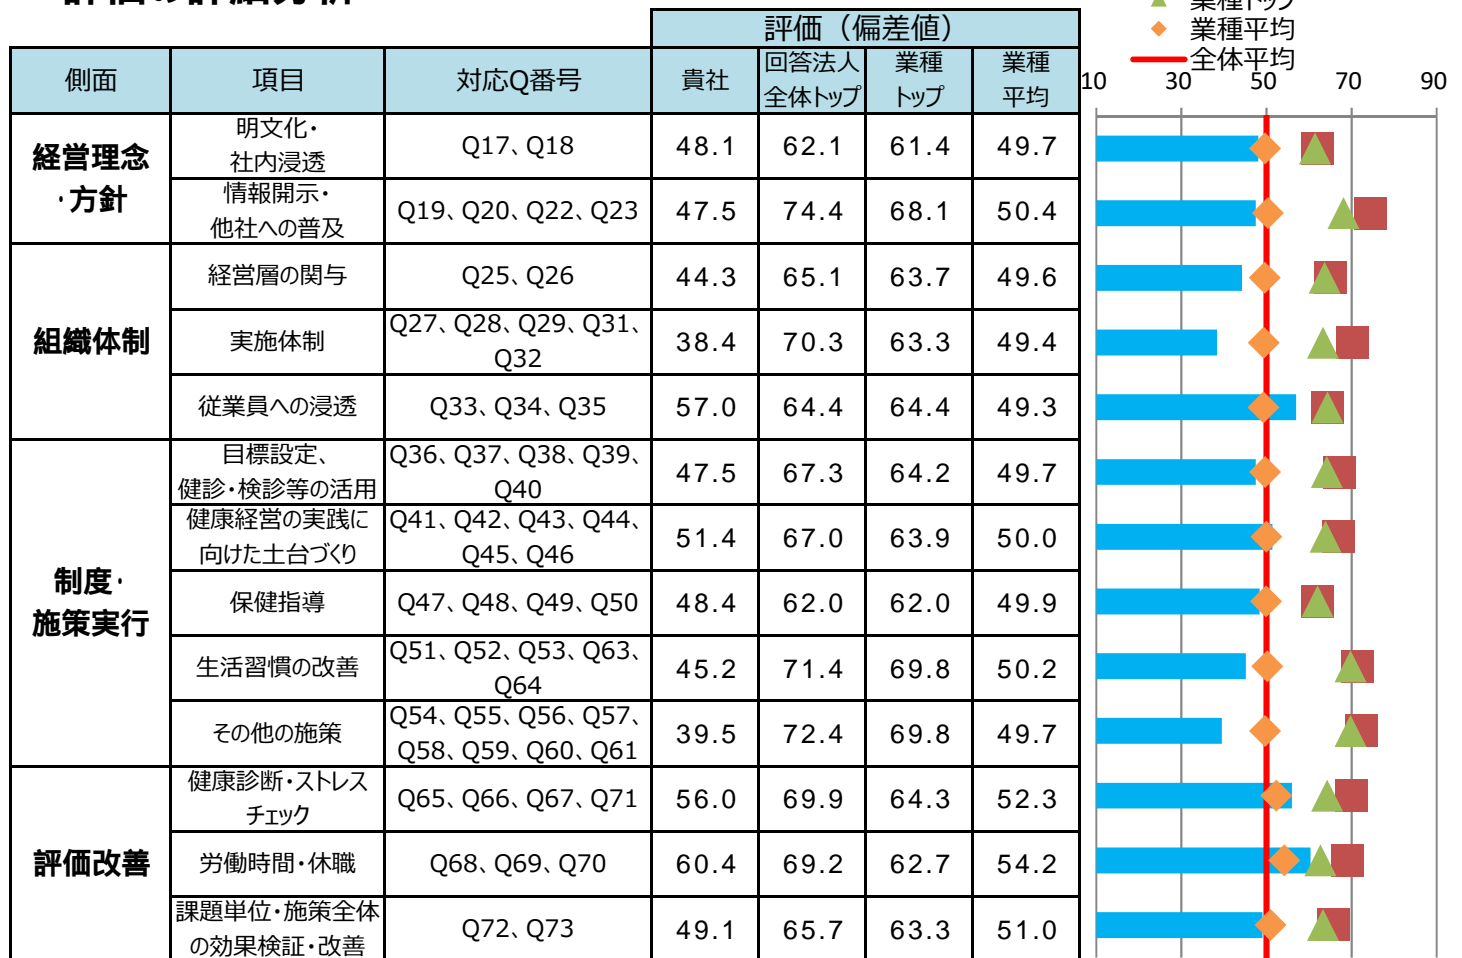 評価の詳細分析
業種トップ
業種平均
全体平均
評価（偏差値）
側面 項目 対応Q番号 貴社 回答法人 業種 業種
全体トップ トップ 平均
10 30 50 70 90
経営理念
・方針
明文化・
社内浸透
Q17、Q18 48.1 62.1 61.4 49.7
情報開示・
他社への普及
Q19、Q20、Q22、Q23 47.5 74.4 68.1 50.4
組織体制
経営層の関与 Q25、Q26 44.3 65.1 63.7 49.6
実施体制
Q27、Q28、Q29、Q31、
Q32
38.4 70.3 63.3 49.4
従業員への浸透 Q33、Q34、Q35 57.0 64.4 64.4 49.3
制度・
施策実行
目標設定、
健診・検診等の活用
Q36、Q37、Q38、Q39、
Q40
47.5 67.3 64.2 49.7
健康経営の実践に
向けた土台づくり
Q41、Q42、Q43、Q44、
Q45、Q46
51.4 67.0 63.9 50.0
保健指導 Q47、Q48、Q49、Q50 48.4 62.0 62.0 49.9
生活習慣の改善
Q51、Q52、Q53、Q63、
Q64
45.2 71.4 69.8 50.2
その他の施策
Q54、Q55、Q56、Q57、
Q58、Q59、Q60、Q61
39.5 72.4 69.8 49.7
評価改善
健康診断・ストレス
チェック
Q65、Q66、Q67、Q71 56.0 69.9 64.3 52.3
労働時間・休職 Q68、Q69、Q70 60.4 69.2 62.7 54.2
課題単位・施策全体
の効果検証・改善
Q72、Q73 49.1 65.7 63.3 51.0